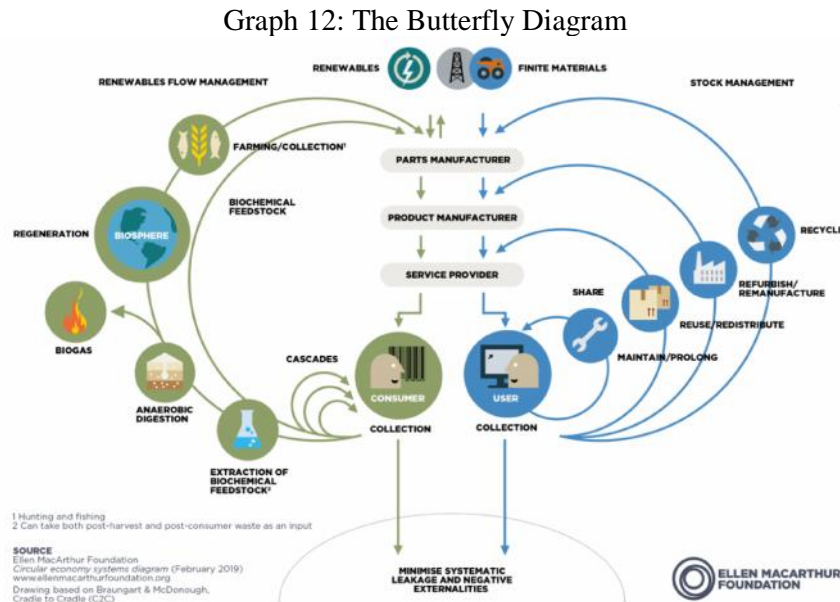 Graph 12: The Butterfly Diagram
RENEWABLES
FINITE MATERIALS
RENEWABLES FLOW MANAGEMENT
STOCK MANAGEMENT
FARMING/COLLECTION¹
PARTS MANUFACTURER
BIOCHEMICAL
FEEDSTOCK
PRODUCT MANUFACTURER
REGENERATION
BIOSPHERE
RECYCLE
SERVICE PROVIDER
REFURBISH/
REMANUFACTURE
SHARE
REUSE/REDISTRIBUTE
BIOGAS
CASCADES
MAINTAIN/PROLONG
CONSUMER
USER
ANAEROBIC
DIGESTION
COLLECTION
COLLECTION
EXTRACTION OF
BIOCHEMICAL
FEEDSTOCK²
1 Hunting and fishing
2 Can take both post-harvest and post-consumer waste as an input
SOURCE
Ellen MacArthur Foundation
Circular economy systems diagram (February 2019)
www.ellenmacarthurfoundation.org
Drawing based on Braungart & McDonough,
Cradle to Cradle (C2C)
MINIMISE SYSTEMATIC
LEAKAGE AND NEGATIVE
EXTERNALITIES
ELLEN MACARTHUR
FOUNDATION